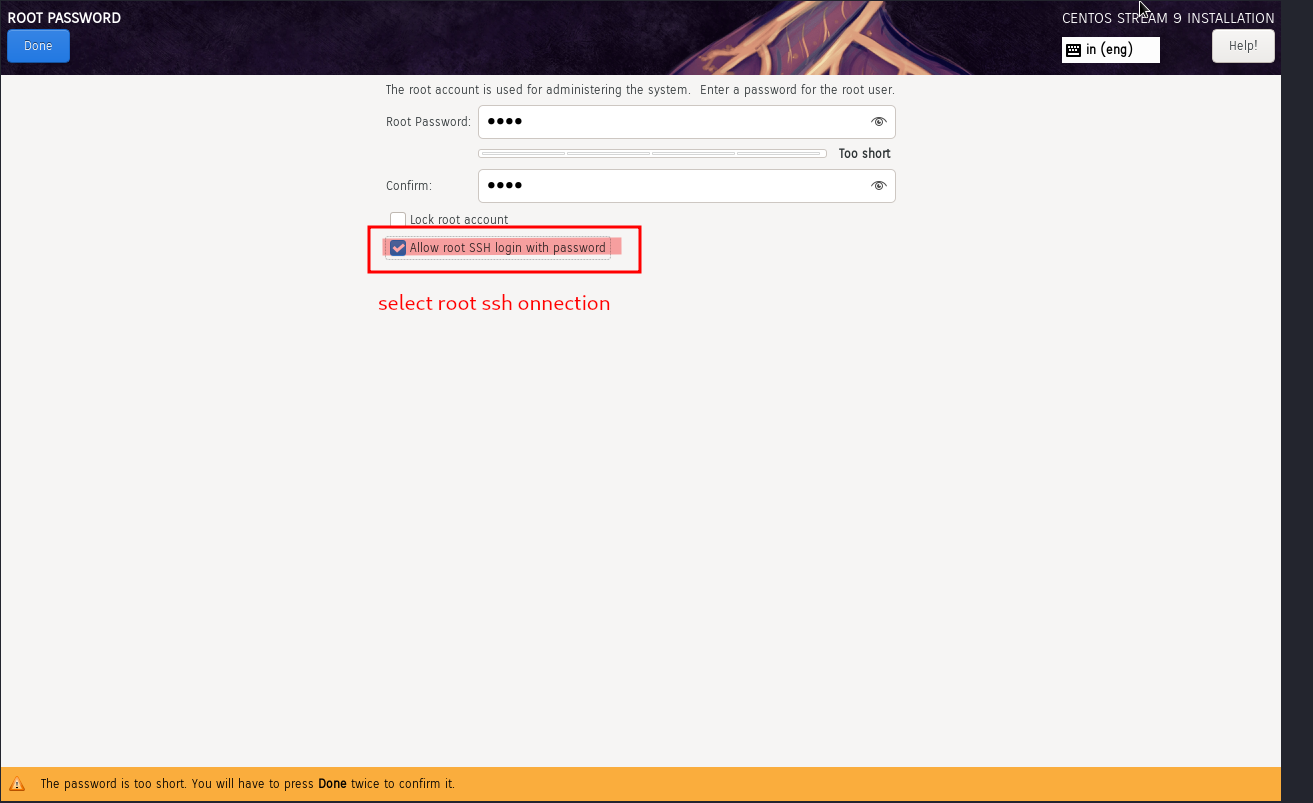 ROOT PASSWORD
CENTOS STREAM 9 INSTALLATION
Done
in (eng)
Help!
The root account is used for administering the system.  Enter a password for the root user.
Root Password: ●●●●
Too short
Confirm: ●●●●
Lock root account
Allow root SSH login with password
select root ssh onnection
The password is too short. You will have to press Done twice to confirm it.